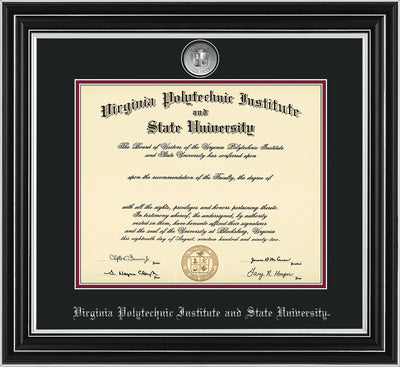 Virginia Polytechnic Institute
and
State University
The Board of Visitors of the Virginia Polytechnic Institute
and State University has conferred upon
upon the recommendation of the Faculty, the degree of
with all the rights, privileges and honors pertaining thereto.
In testimony thereof, the undersigned, by authority
vested in them, have hereunto affixed their signatures
and the seal of the University at Blacksburg, Virginia
this eighteenth day of August, nineteen hundred and ninety-two.
President
Virginia Polytechnic Institute and State University